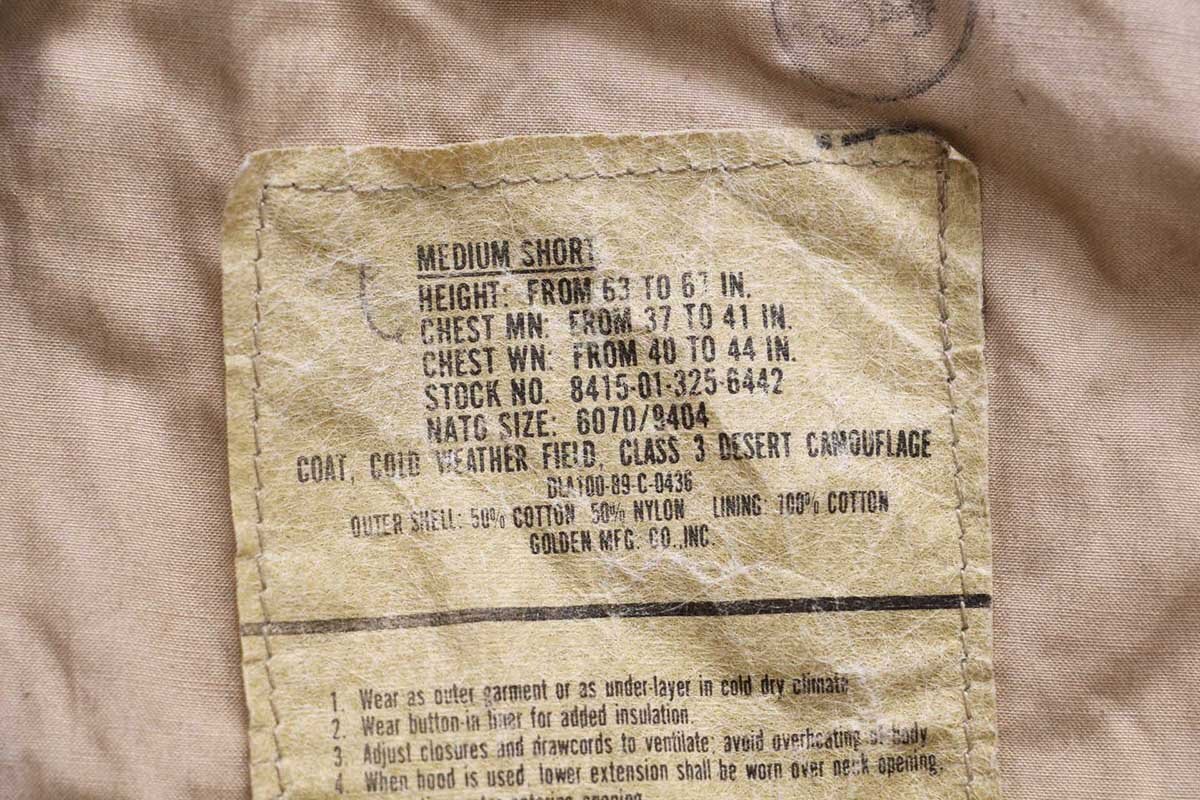 MEDIUM SHORT
HEIGHT: FROM 63 TO 67 IN.
CHEST MN: FROM 37 TO 41 IN.
CHEST WN: FROM 40 TO 44 IN.
STOCK NO. 8415-01-325-6442
NATO SIZE: 6070/9404
COAT, COLD WEATHER FIELD, CLASS 3 DESERT CAMOUFLAGE
DLA100-89-C-0436
OUTER SHELL: 50% COTTON 50% NYLON LINING: 100% COTTON
GOLDEN MFG. CO.,INC.
1. Wear as outer garment or as under-layer in cold dry climate
2. Wear button-in liner for added insulation.
3. Adjust closures and drawcords to ventilate; avoid overheating of body
4. When hood is used, lower extension shall be worn over neck opening,
opening.